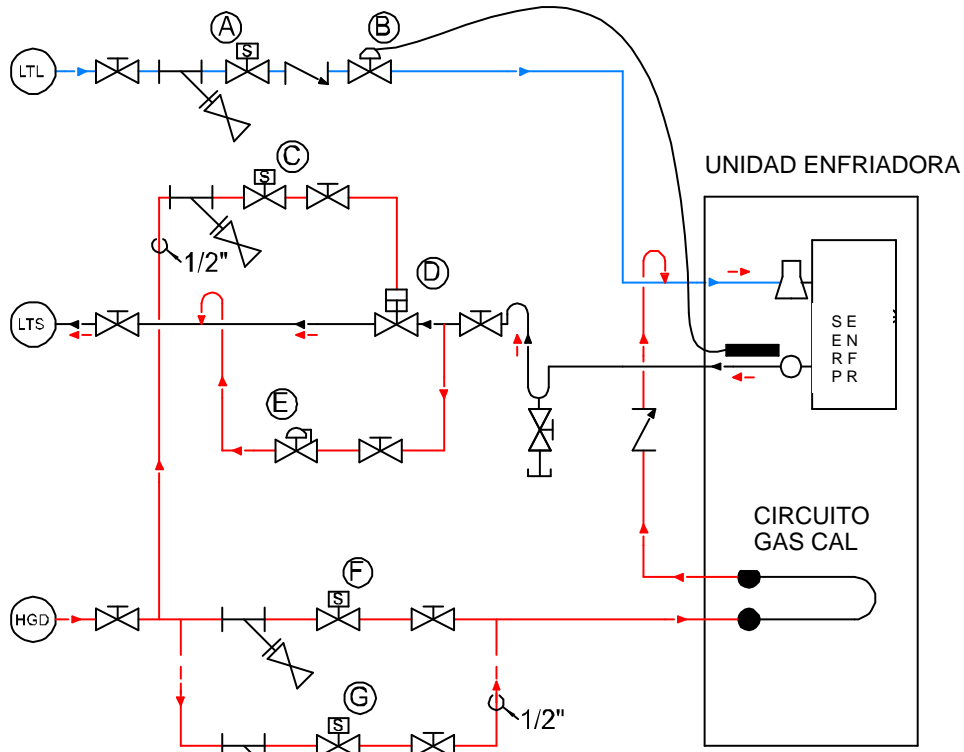 A
B
S
LTL
C
UNIDAD ENFRIADORA
S
1/2"
D
LTS
S E
E N
R F
P R
E
CIRCUITO
GAS CAL
F
S
HGD
G
S
1/2"